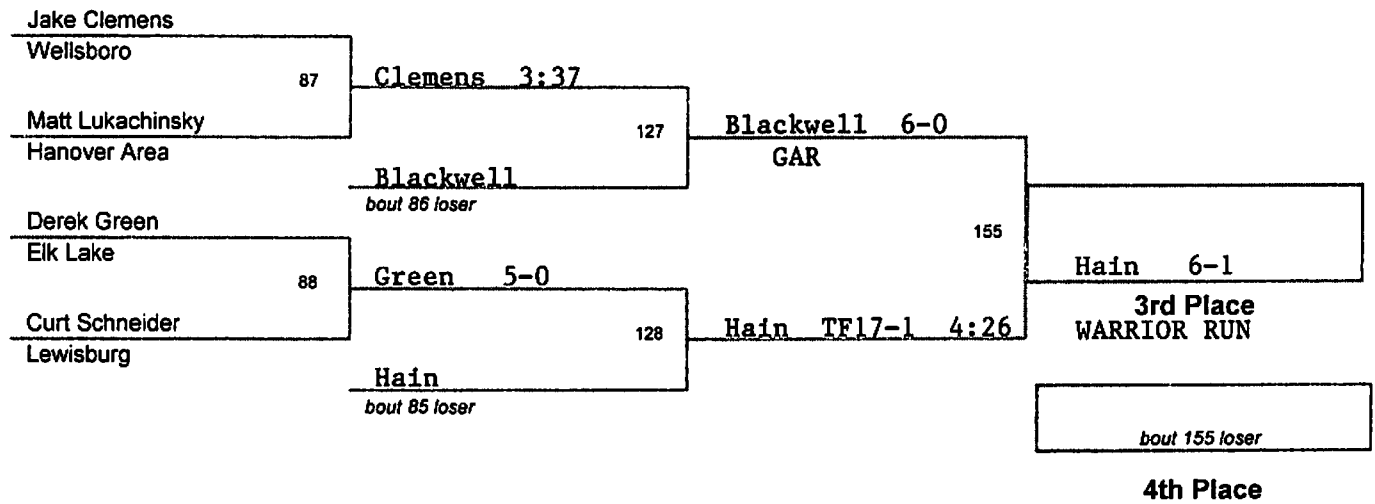 Jake Clemens
Wellsboro
87
Clemens 3:37
Matt Lukachinsky
Hanover Area
127
Blackwell 6-0
GAR
Blackwell
bout 86 loser
Derek Green
Elk Lake
155
88
Green 5-0
Hain 6-1
3rd Place
Curt Schneider
Lewisburg
128
Hain TF17-1 4:26
WARRIOR RUN
Hain
bout 85 loser
bout 155 loser
4th Place